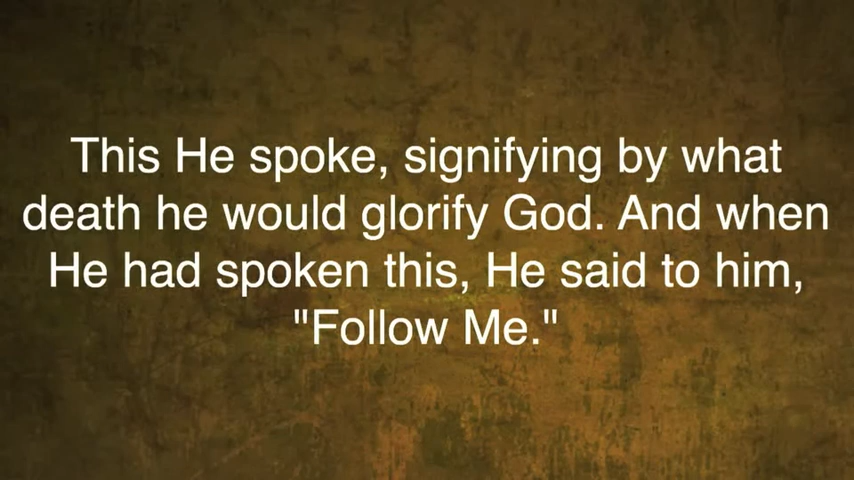 This He spoke, signifying by what
death he would glorify God. And when
He had spoken this, He said to him,
"Follow Me."